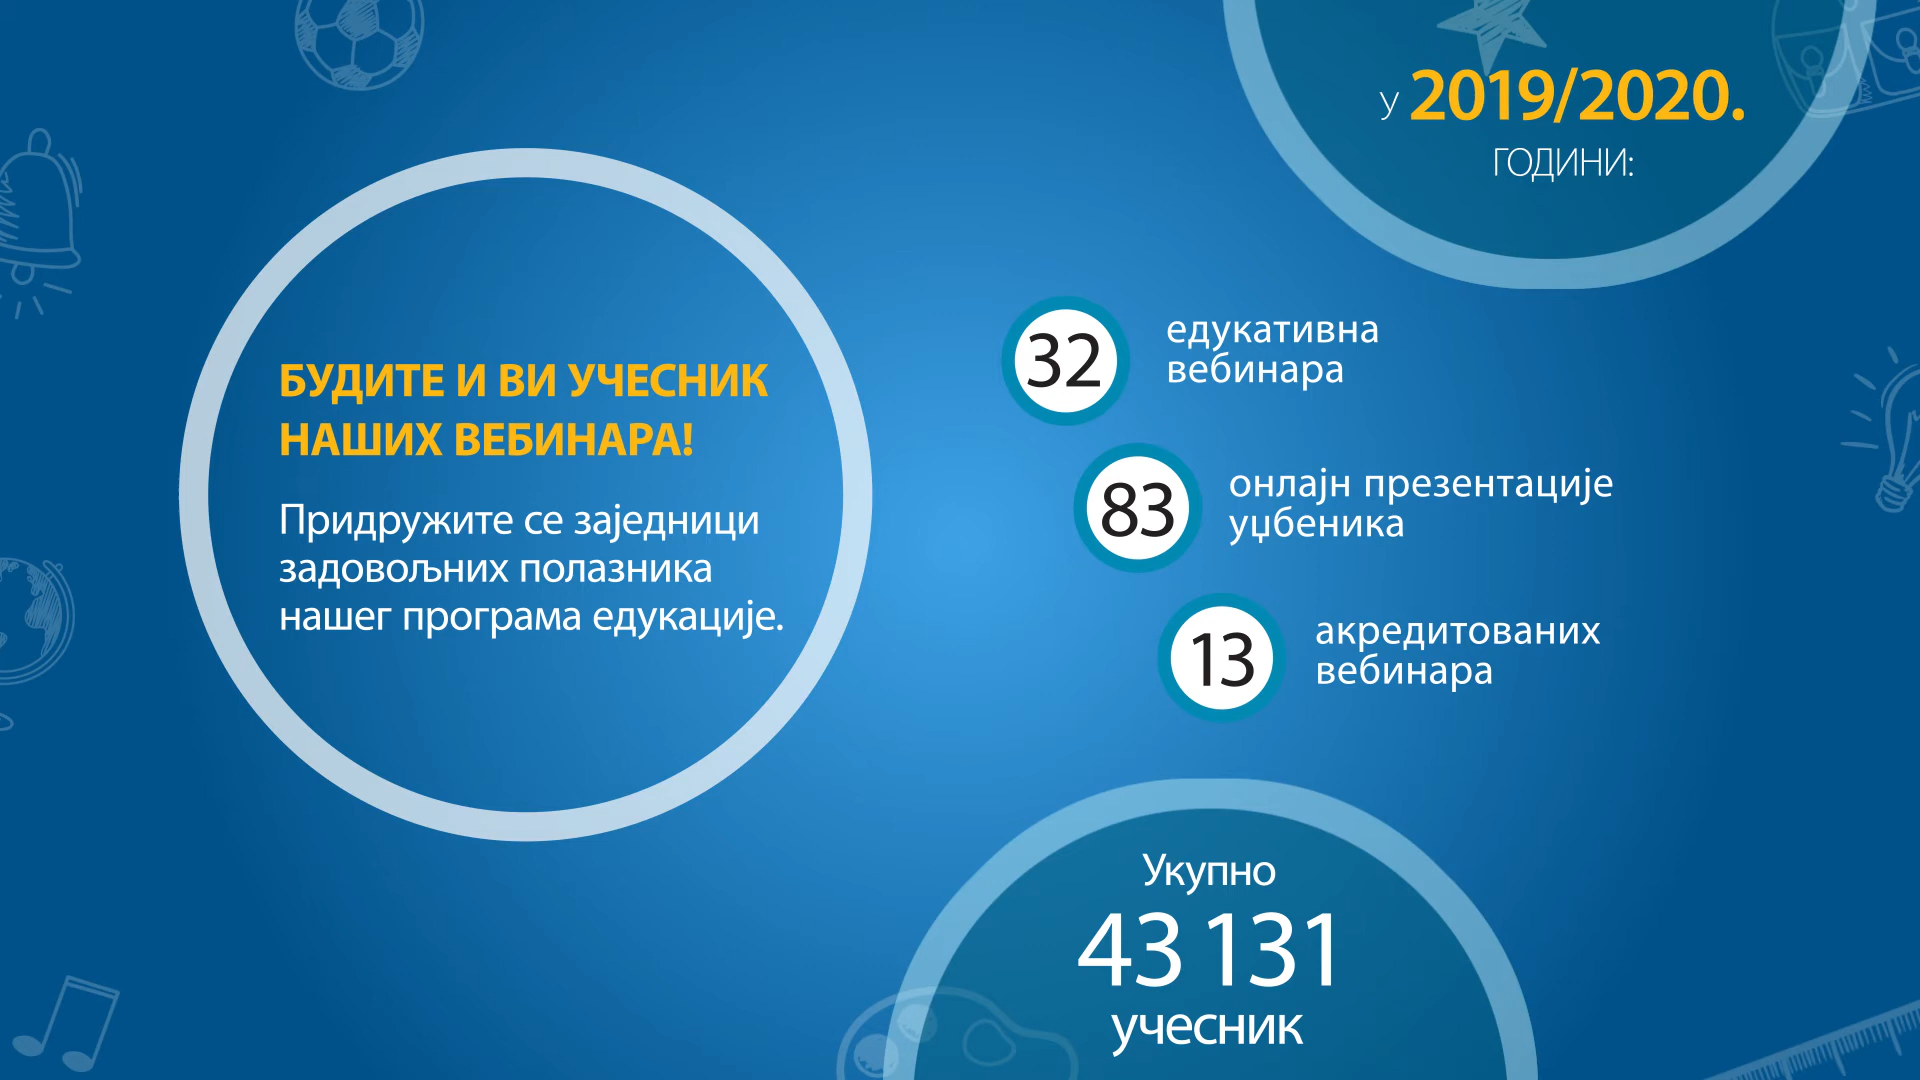 БУДИТЕ И ВИ УЧЕСНИК
НАШИХ ВЕБИНАРА!
Придружите се заједници
задовољних полазника
нашег програма едукације.
У 2019/2020.
ГОДИНИ:
32 едукативна
вебинара
83 онлајн презентације
уџбеника
13 акредитованих
вебинара
Укупно
43 131
учесник